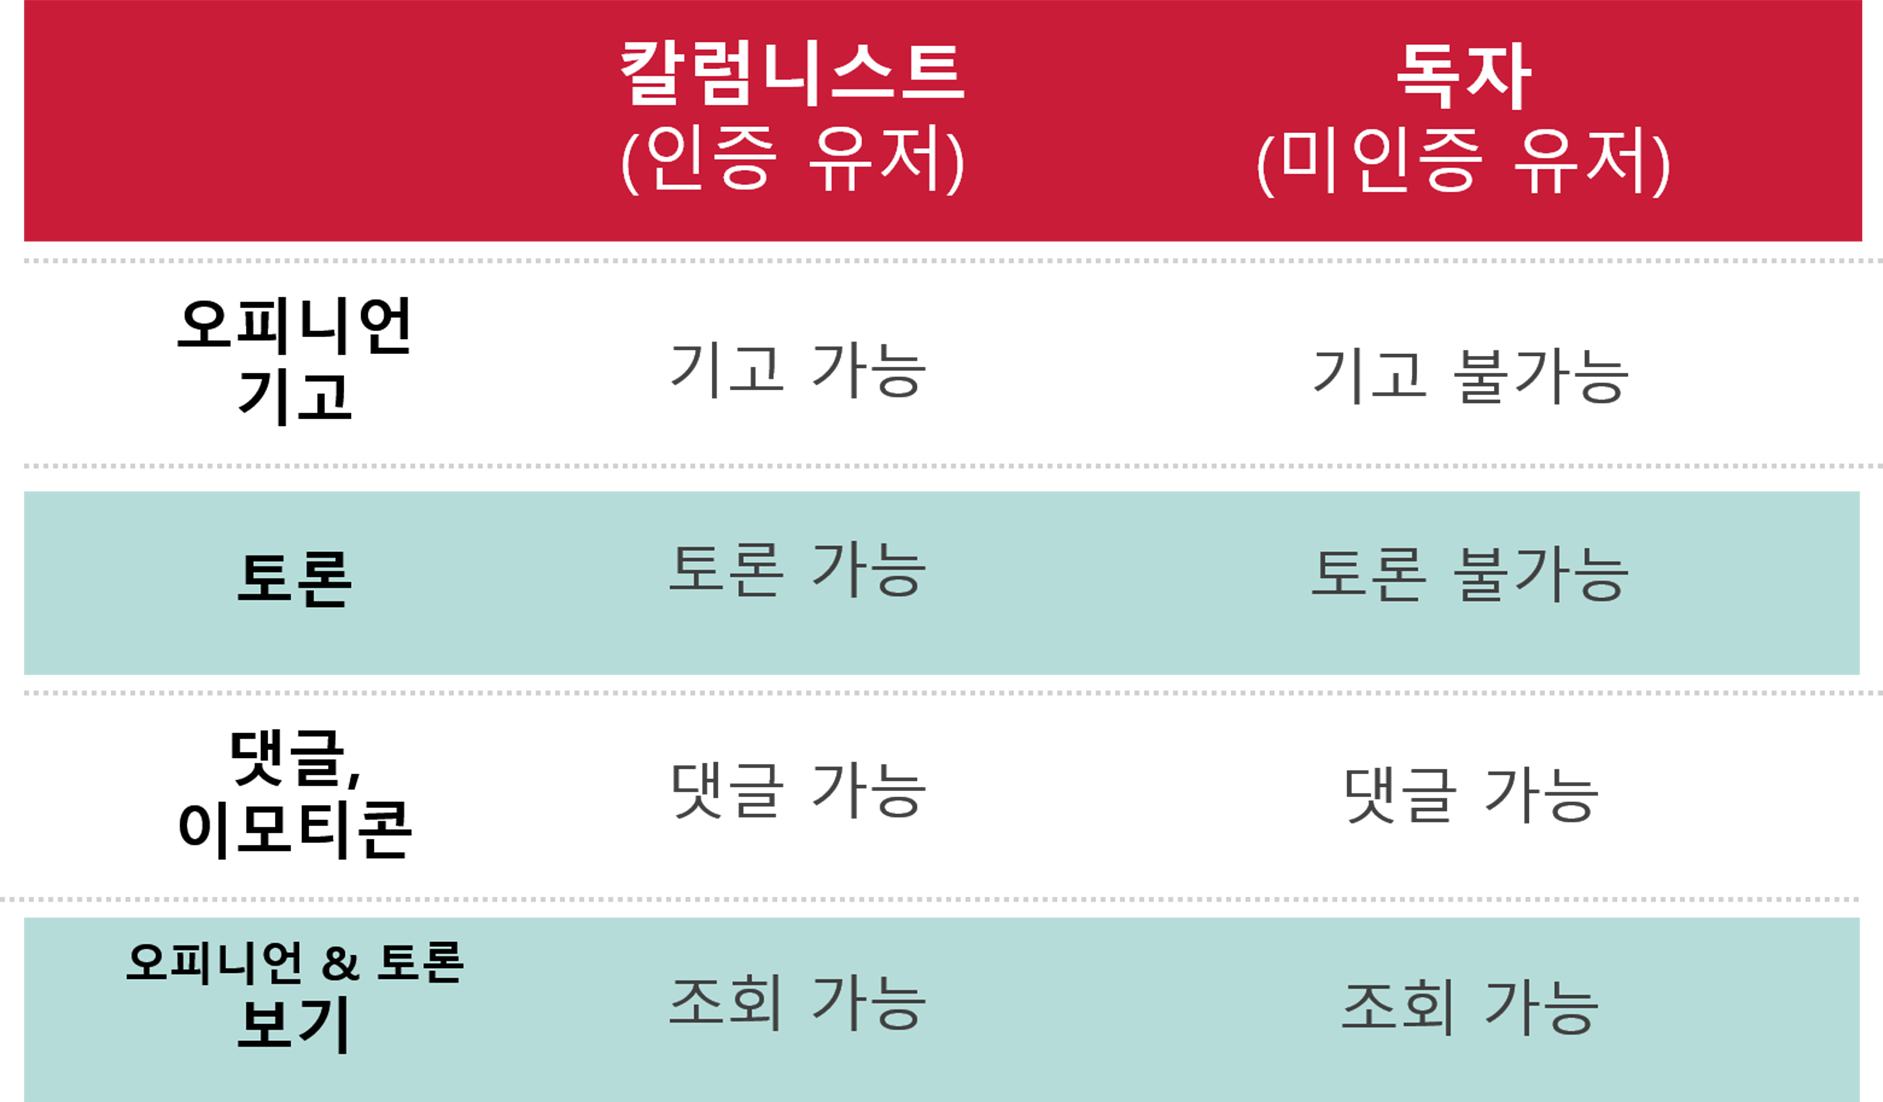 칼럼니스트 독자
(인증 유저) (미인증 유저)
오피니언
기고
기고 가능 기고 불가능
토론 토론 가능 토론 불가능
댓글,
이모티콘
댓글 가능 댓글 가능
오피니언 & 토론
보기
조회 가능 조회 가능